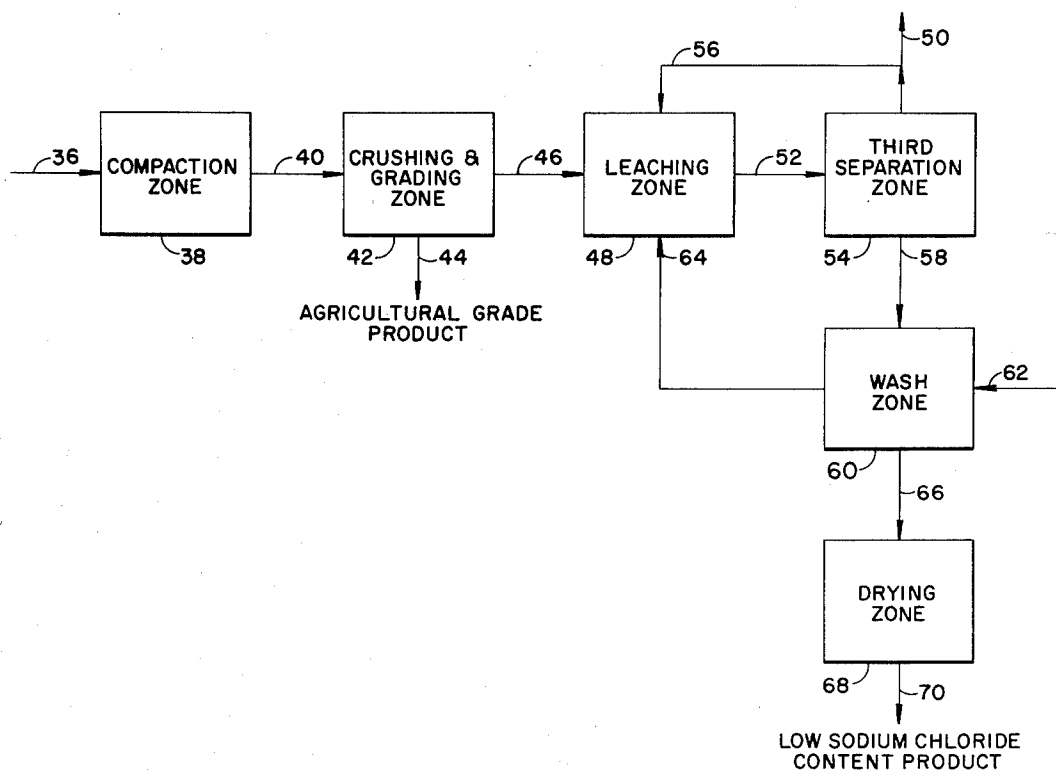 50
56
36
COMPACTION
ZONE
40
CRUSHING &
GRADING
ZONE
46
LEACHING
ZONE
52
THIRD
SEPARATION
ZONE
38
42
44
48
64
54
58
AGRICULTURAL GRADE
PRODUCT
WASH
ZONE
62
60
66
DRYING
ZONE
68
70
LOW SODIUM CHLORIDE
CONTENT PRODUCT